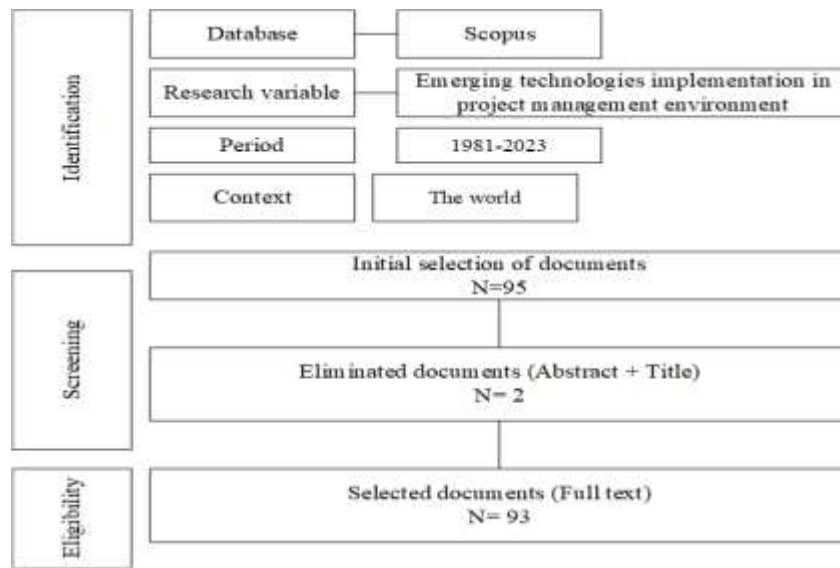 Identification
Database
Scopus
Research variable
Emerging technologies implementation in
project management environment
Period
1981-2023
Context
The world
Screening
Initial selection of documents
N=95
Eliminated documents (Abstract + Title)
N= 2
Eligibility
Selected documents (Full text)
N= 93